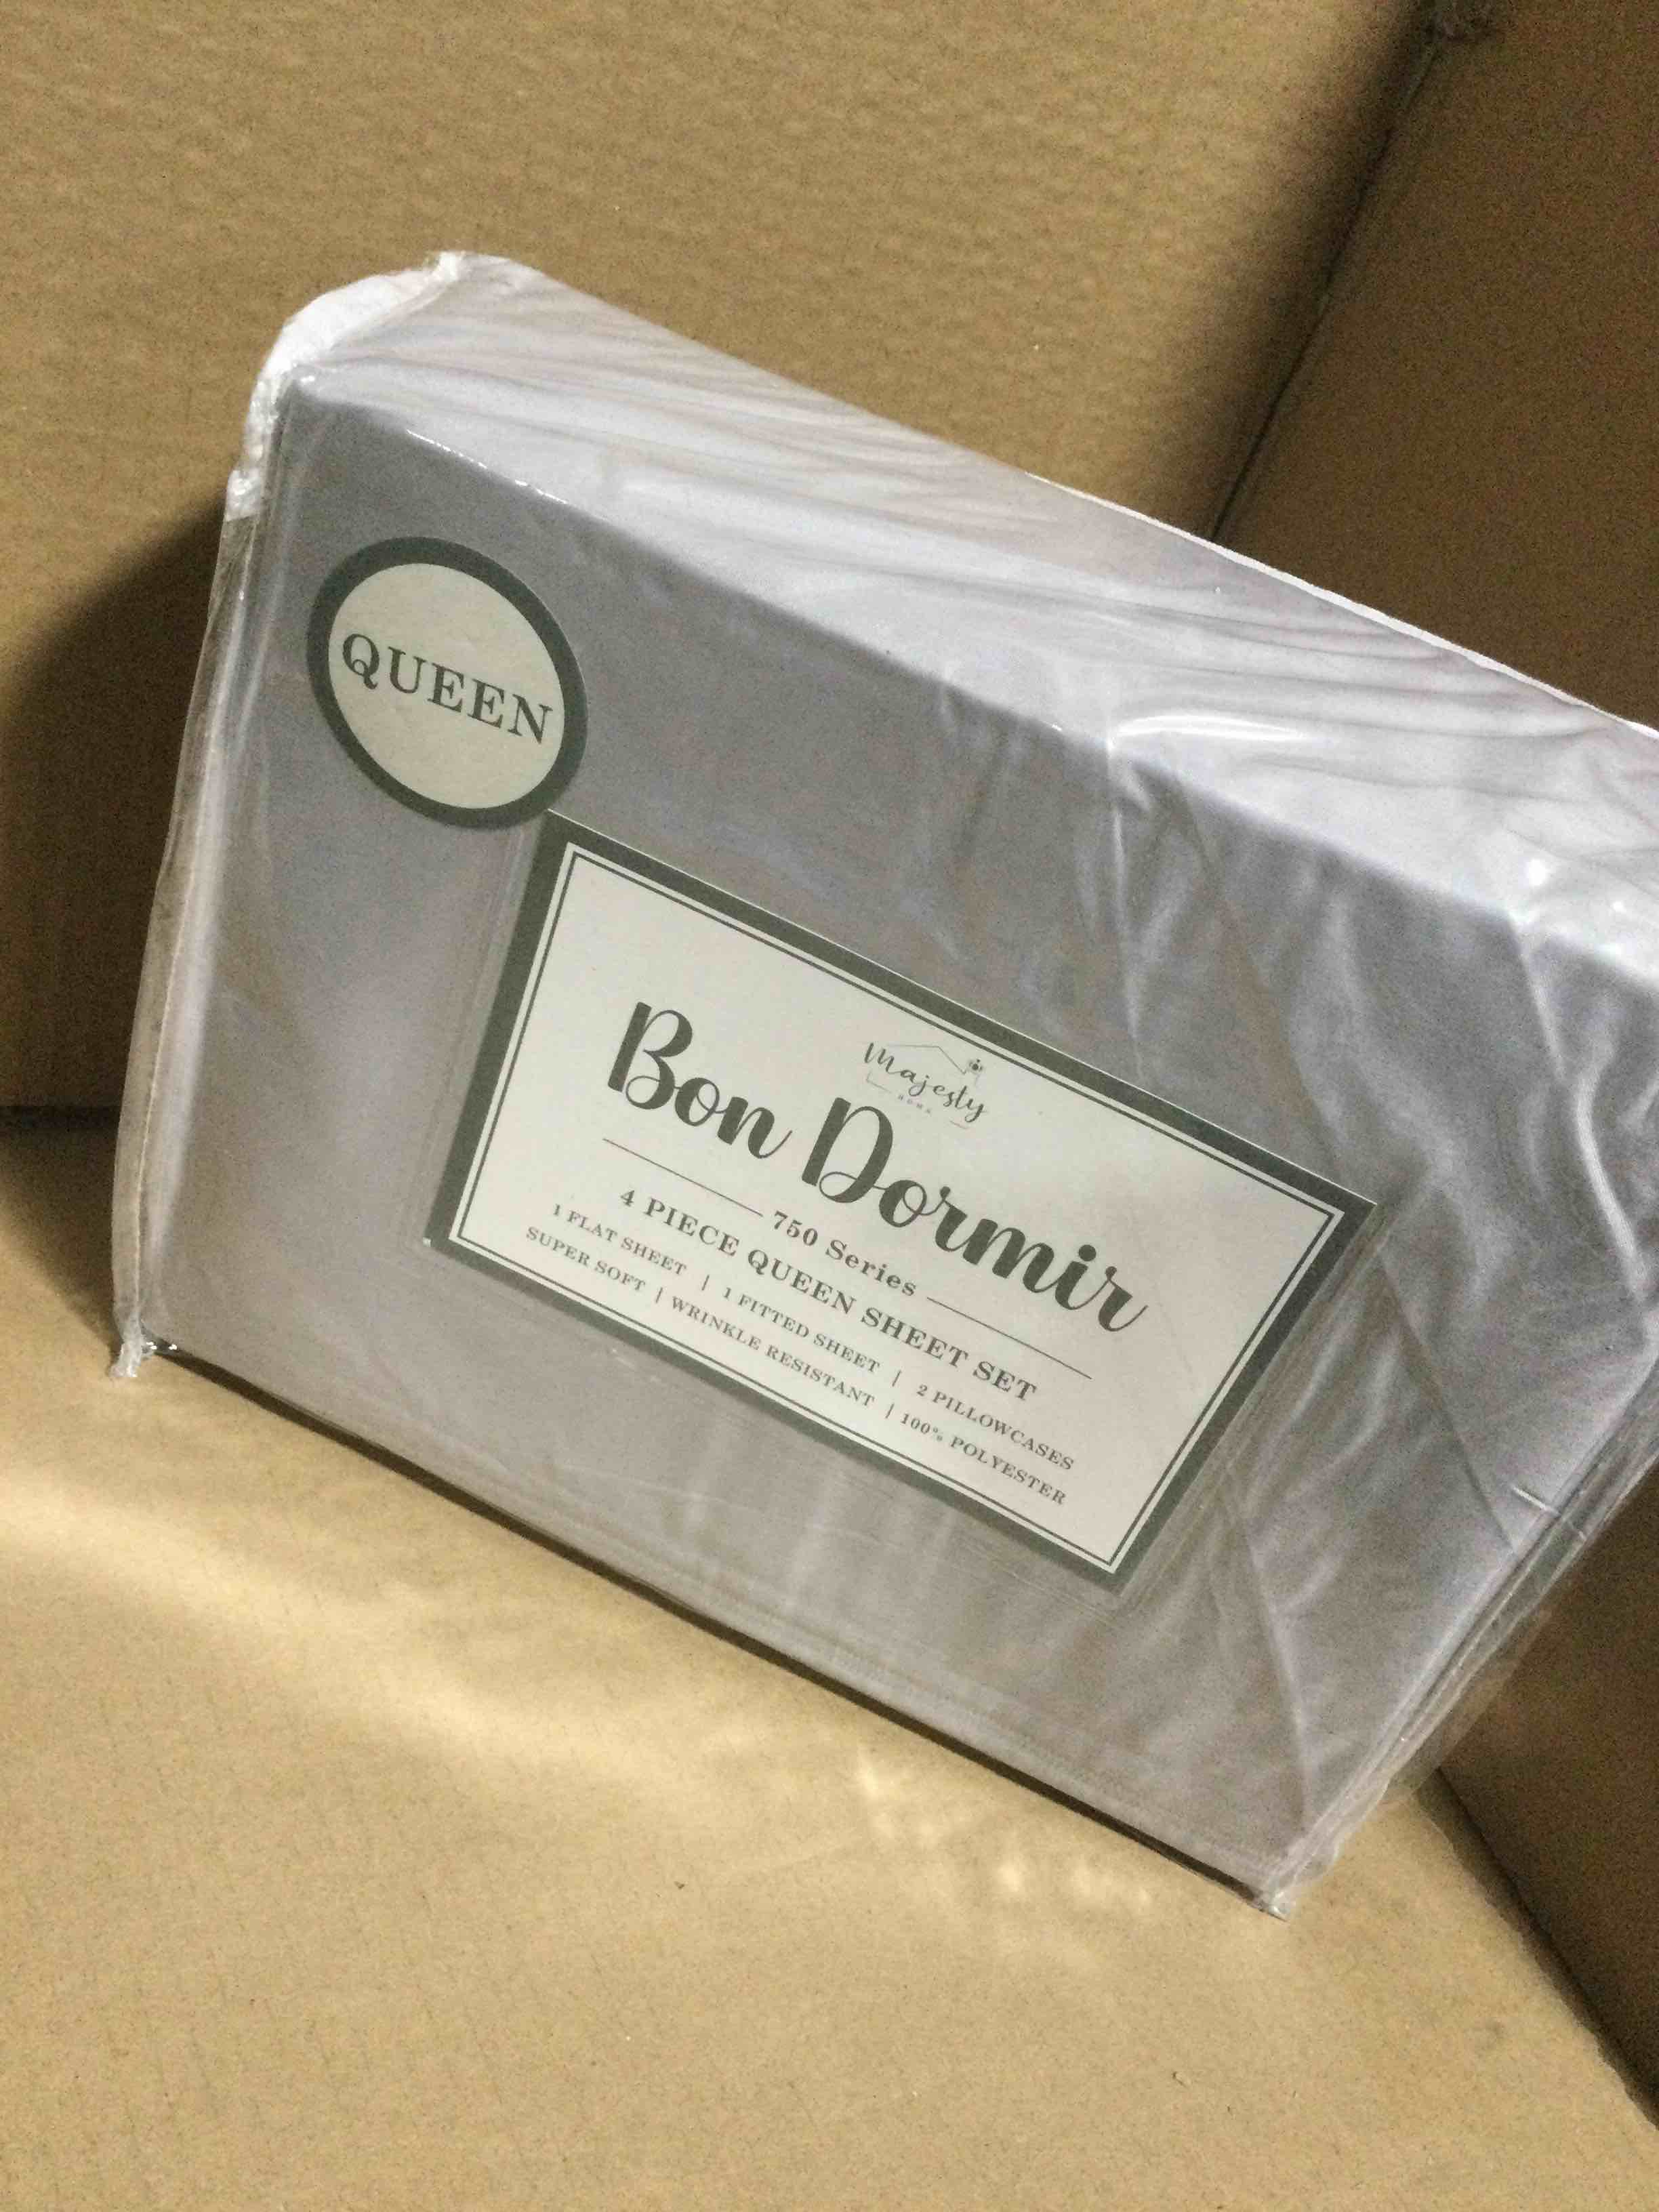 QUEEN
Majesty
Bon Dormir
750 Series
4 PIECE QUEEN SHEET SET
1 FLAT SHEET | 1 FITTED SHEET | 2 PILLOWCASES
SUPER SOFT | WRINKLE RESISTANT | 100% POLYESTER